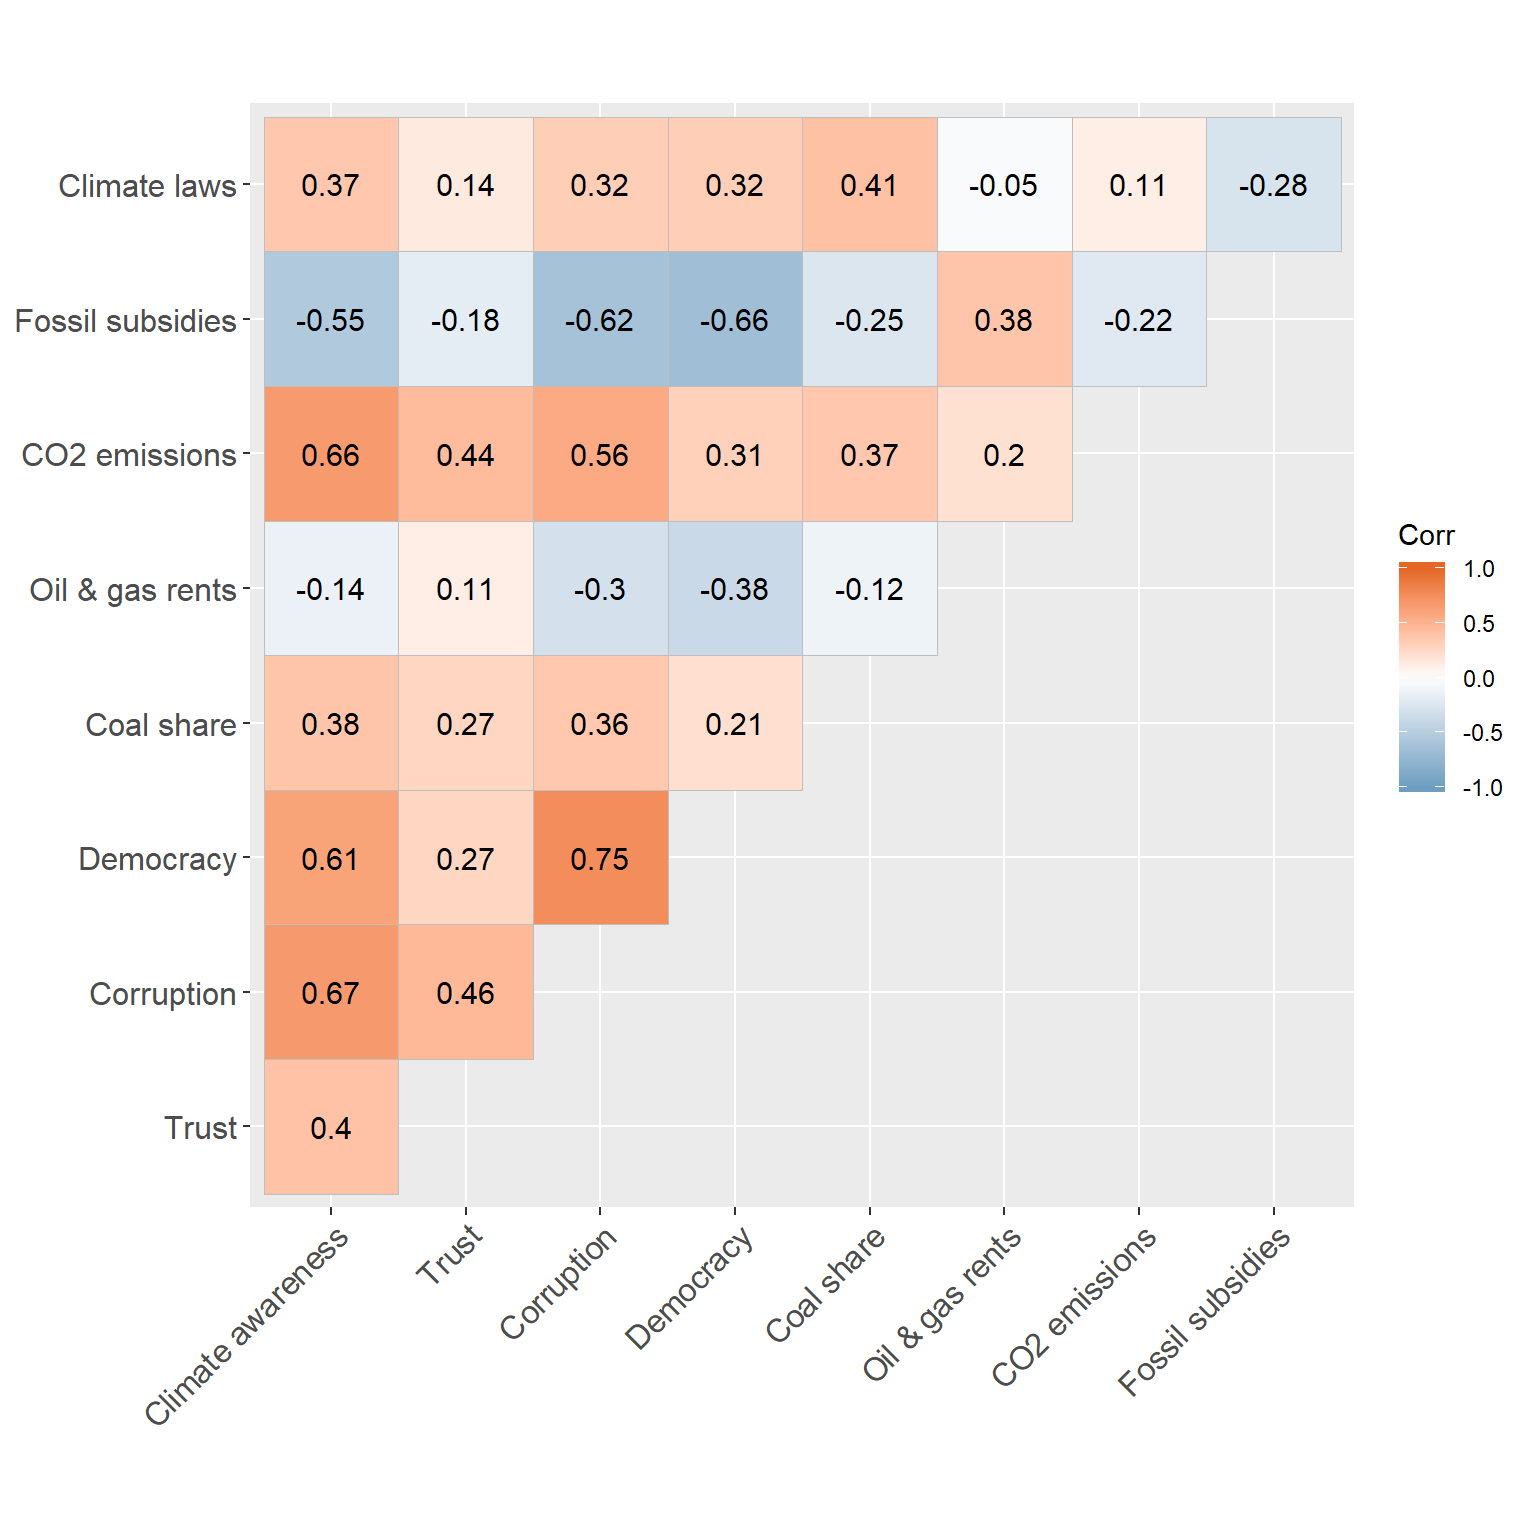 Climate laws 0.37 0.14 0.32 0.32 0.41 -0.05 0.11 -0.28
Fossil subsidies -0.55 -0.18 -0.62 -0.66 -0.25 0.38 -0.22
CO2 emissions 0.66 0.44 0.56 0.31 0.37 0.2
Oil & gas rents -0.14 0.11 -0.3 -0.38 -0.12
Coal share 0.38 0.27 0.36 0.21
Democracy 0.61 0.27 0.75
Corruption 0.67 0.46
Trust 0.4
Climate awareness
Trust
Corruption
Democracy
Coal share
Oil & gas rents
CO2 emissions
Fossil subsidies
Corr
1.0
0.5
0.0
-0.5
-1.0